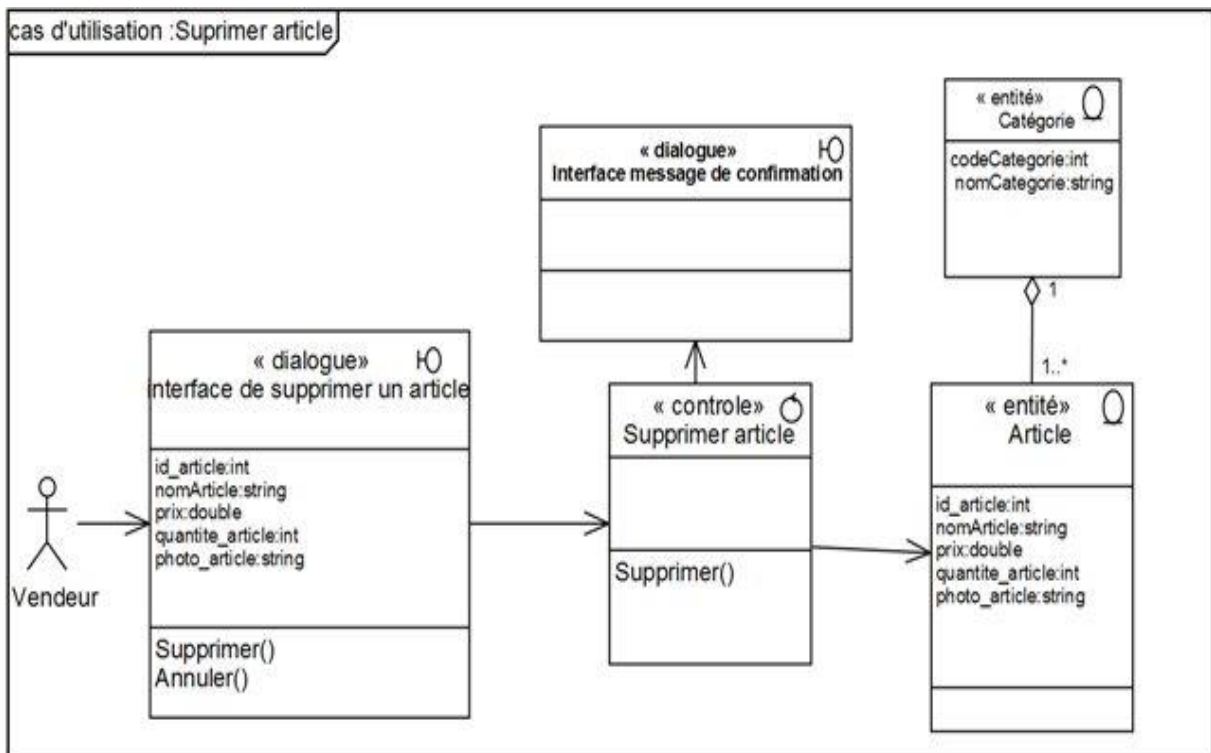 cas d'utilisation :Suprimer article
« entité»
Catégorie
codeCategorie:int
nomCategorie:string
« dialogue»
Interface message de confirmation
1
1..*
« dialogue»
interface de supprimer un article
id_article:int
nomArticle:string
prix:double
quantite_article:int
photo_article:string
Supprimer()
Annuler()
Vendeur
« controle»
Supprimer article
Supprimer()
« entité»
Article
id_article:int
nomArticle:string
prix:double
quantite_article:int
photo_article:string